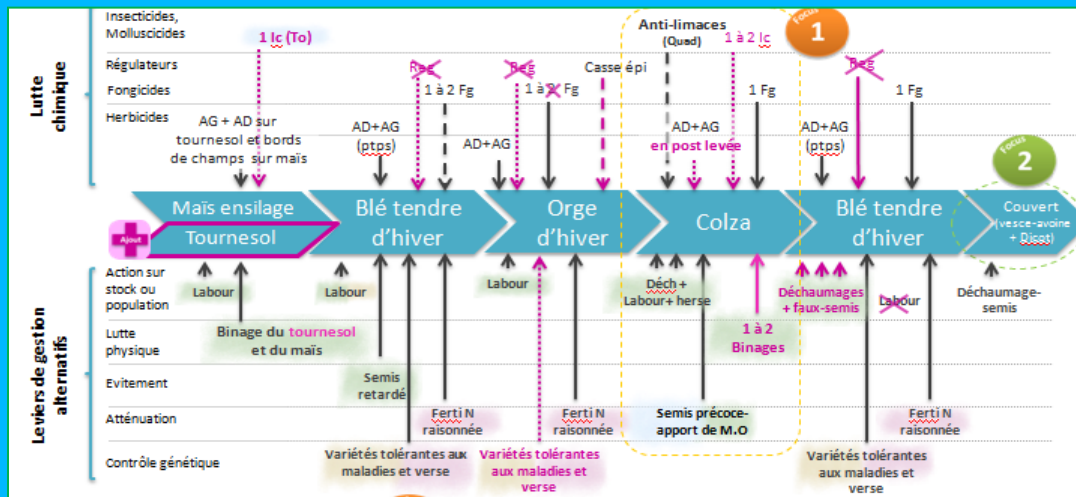 Insecticides,
Molluscicides
1 Ic (To)
Anti-limaces
(Quad)
1 à 2 Ic
Focus
1
Lutte
chimique
Régulateurs
Reg
Reg
Casse épi
Reg
Fongicides
1 à 2 Fg
1 à 2 Fg
1 Fg
1 Fg
Herbicides
AG + AD sur
tournesol et bords
de champs sur maïs
AD+AG
(ptps)
AD+AG
AD+AG
en post levée
AD+AG
(ptps)
Focus
2
Maïs ensilage
Tournesol
Ajout
Blé tendre
d'hiver
Orge
d'hiver
Colza
Blé tendre
d'hiver
Couvert
(vesce-avoine
+ Disot)
Leviers de gestion
alternatifs
Action sur
stock ou
population
Labour
Labour
Labour
Déch +
Labour+ herse
Déchaumages
+ faux-semis
Labour
Déchaumage-
semis
Lutte
physique
Binage du tournesol
et du maïs
1 à 2
Binages
Evitement
Semis
retardé
Atténuation
Ferti N
raisonnée
Ferti N
raisonnée
Semis précoce-
apport de M.O
Ferti N
raisonnée
Contrôle génétique
Variétés tolérantes aux
maladies et verse
Variétés tolérantes
aux maladies et
verse
Variétés tolérantes
aux maladies et
verse